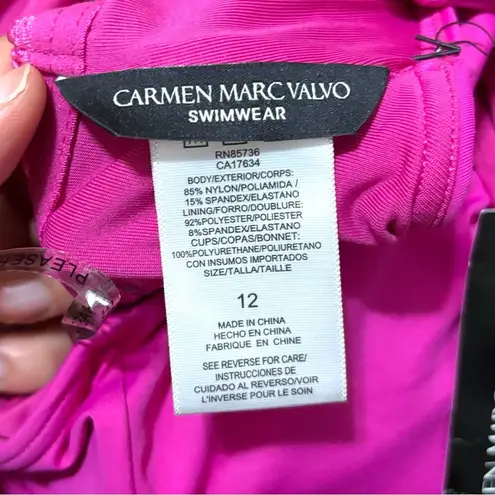 CARMEN MARC VALVO
SWIMWEAR
RN85736
CA17634
BODY/EXTERIOR/CORPS:
85% NYLON/POLIAMIDA /
15% SPANDEX/ELASTANO
LINING/FORRO/DOUBLURE:
92%POLYESTER/POLIESTER
8%SPANDEX/ELASTANO
CUPS/COPAS/BONNET:
100%POLYURETHANE/POLIURETANO
CON INSUMOS IMPORTADOS
SIZE/TALLA/TAILLE
12
MADE IN CHINA
HECHO EN CHINA
FABRIQUE EN CHINE
SEE REVERSE FOR CARE/
INSTRUCCIONES DE
CUIDADO AL REVERSO/VOIR
L'INVERSE POUR LE SOIN
PLEASE